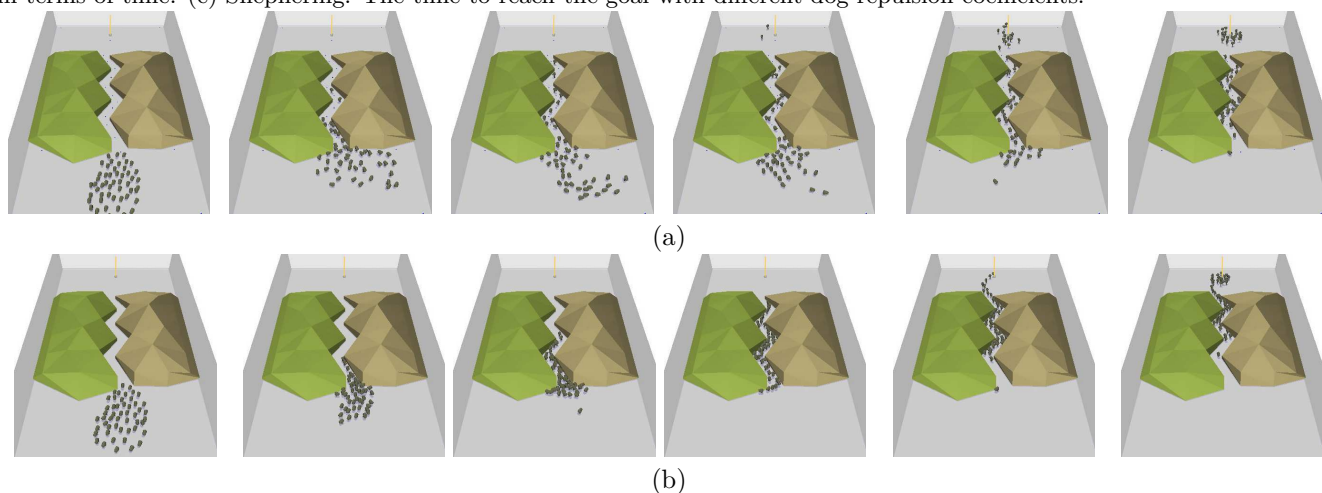 in terms of time. (c) Shephering: The time to reach the goal with different dog repulsion coefficients.
(a)
(b)